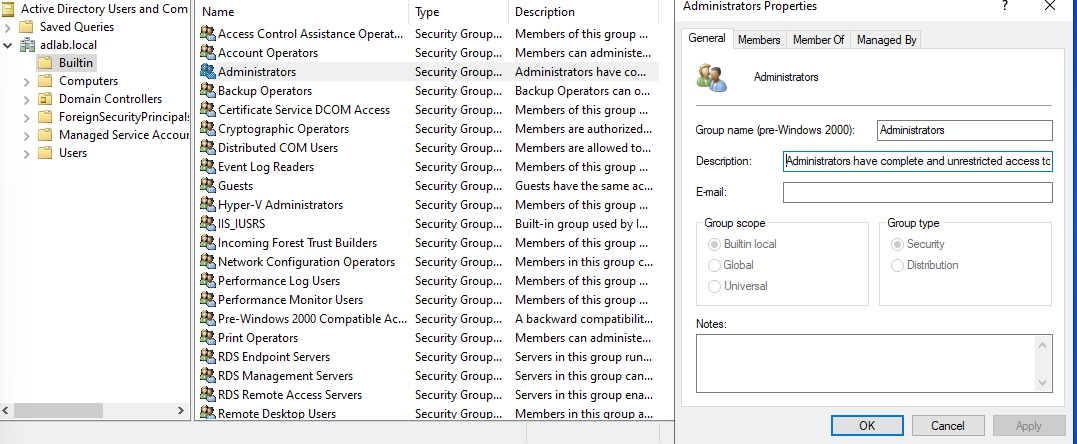 Active Directory Users and Com
Saved Queries
adlab.local
Builtin
Computers
Domain Controllers
ForeignSecurityPrincipals
Managed Service Accour
Users
Name Type Description
Access Control Assistance Operat... Security Group... Members of this group ...
Account Operators Security Group... Members can administe...
Administrators Security Group... Administrators have co...
Backup Operators Security Group... Backup Operators can o...
Certificate Service DCOM Access Security Group... Members of this group ...
Cryptographic Operators Security Group... Members are authorized...
Distributed COM Users Security Group... Members are allowed to...
Event Log Readers Security Group... Members of this group ...
Guests Security Group... Guests have the same ac...
Hyper-V Administrators Security Group... Members of this group ...
IIS_IUSRS Security Group... Built-in group used by I...
Incoming Forest Trust Builders Security Group... Members of this group ...
Network Configuration Operators Security Group... Members in this group c...
Performance Log Users Security Group... Members of this group ...
Performance Monitor Users Security Group... Members of this group ...
Pre-Windows 2000 Compatible Ac... Security Group... A backward compatibilit...
Print Operators Security Group... Members can administe...
RDS Endpoint Servers Security Group... Servers in this group run...
RDS Management Servers Security Group... Servers in this group can...
RDS Remote Access Servers Security Group... Servers in this group ena...
Remote Desktop Users Security Group... Members in this group a...
Administrators Properties ?
General Members Member Of Managed By
Administrators
Group name (pre-Windows 2000): Administrators
Description: Administrators have complete and unrestricted access to
E-mail:
Group scope Group type
Builtin local Security
Global Distribution
Universal
Notes:
OK Cancel Apply